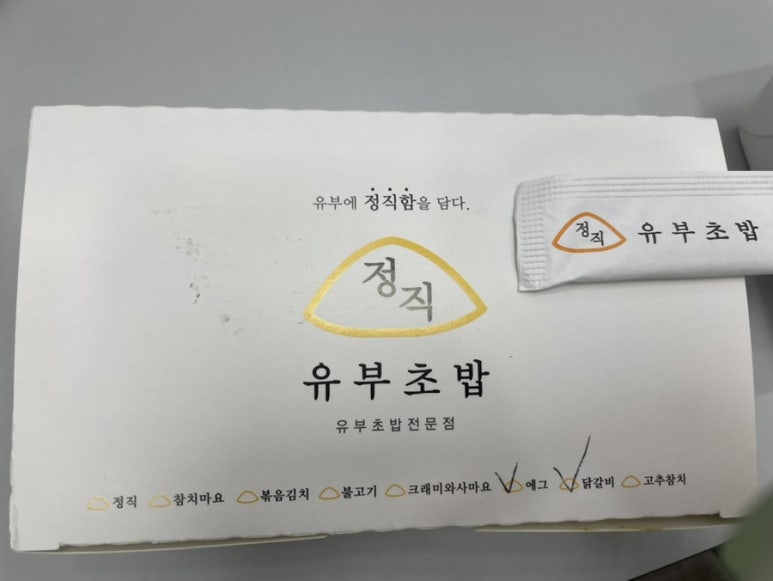 유부에 정직함을 담다.
정직
유부초밥
정직
유부초밥
유부초밥전문점
정직 참치마요 볶음김치 불고기 크래미와사마요 에그 닭갈비 고추참치